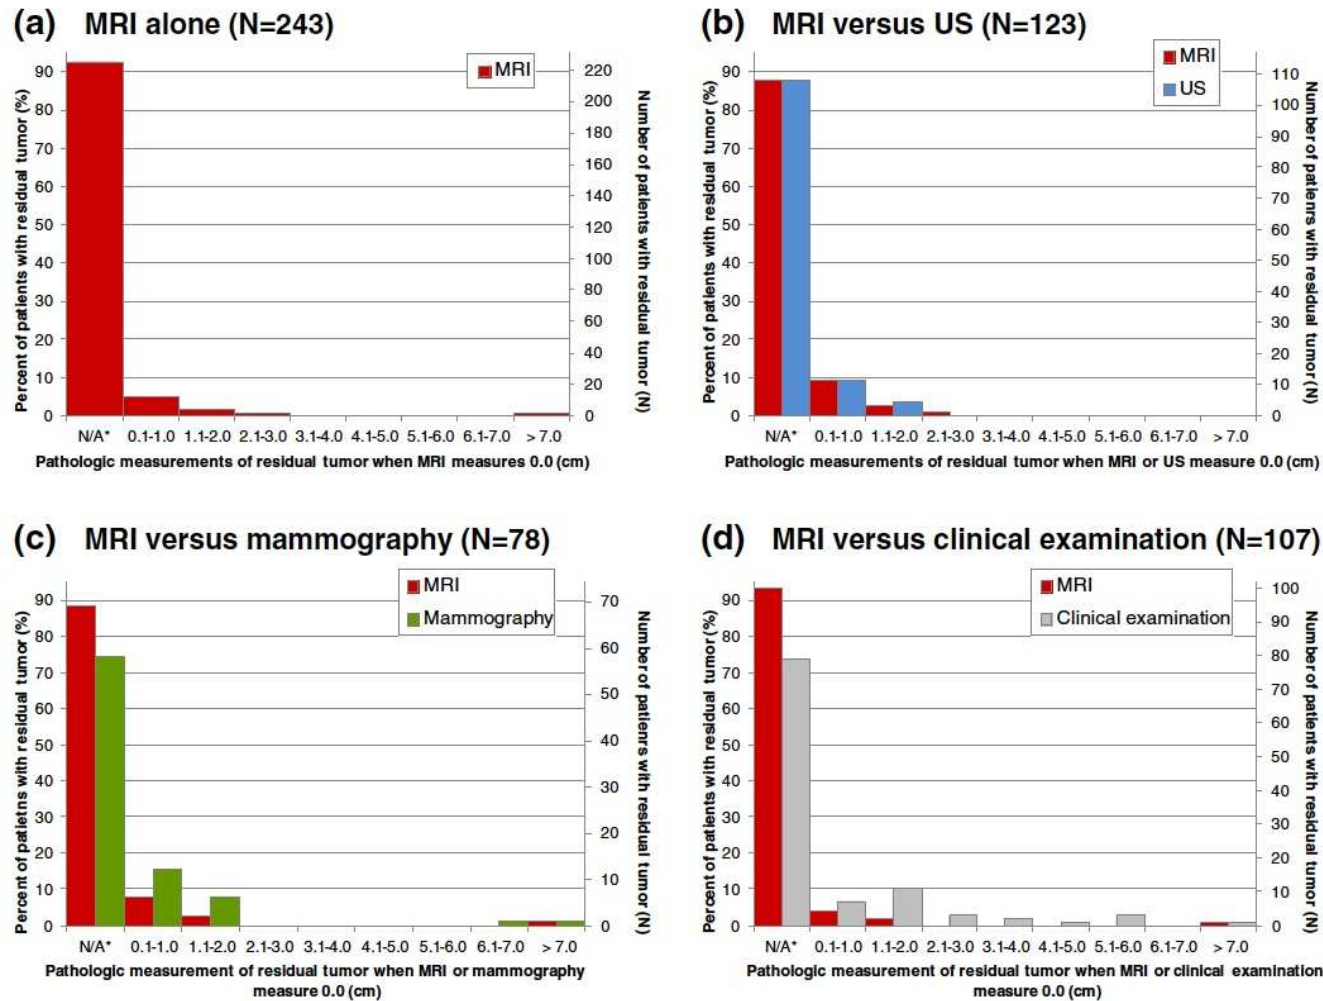 (a) MRI alone (N=243)
MRI
Percent of patients with residual tumor (%)
90
80
70
60
50
40
30
20
10
0
Number of patients with residual tumor (N)
220
200
180
160
140
120
100
80
60
40
20
0
N/A* 0.1-1.0 1.1-2.0 2.1-3.0 3.1-4.0 4.1-5.0 5.1-6.0 6.1-7.0 > 7.0
Pathologic measurements of residual tumor when MRI measures 0.0 (cm)
(b) MRI versus US (N=123)
MRI
US
Percent of patients with residual tumor (%)
90
80
70
60
50
40
30
20
10
0
Number of patienrs with residual tumor (N)
110
100
90
80
70
60
50
40
30
20
10
0
N/A* 0.1-1.0 1.1-2.0 2.1-3.0 3.1-4.0 4.1-5.0 5.1-6.0 6.1-7.0 > 7.0
Pathologic measurements of residual tumor when MRI or US measure 0.0 (cm)
(c) MRI versus mammography (N=78)
MRI
Mammography
Percent of patietns with residual tumor (%)
90
80
70
60
50
40
30
20
10
0
Number of patienrs with residual tumor (N)
70
60
50
40
30
20
10
0
N/A* 0.1-1.0 1.1-2.0 2.1-3.0 3.1-4.0 4.1-5.0 5.1-6.0 6.1-7.0 > 7.0
Pathologic measurement of residual tumor when MRI or mammography
measure 0.0 (cm)
(d) MRI versus clinical examination (N=107)
MRI
Clinical examination
Percent of patients with residual tumor (%)
90
80
70
60
50
40
30
20
10
0
Number of patienrs with residual tumor (N)
100
90
80
70
60
50
40
30
20
10
0
N/A* 0.1-1.0 1.1-2.0 2.1-3.0 3.1-4.0 4.1-5.0 5.1-6.0 6.1-7.0 > 7.0
Pathologic measurement of residual tumor when MRI or clinical examination
measure 0.0 (cm)